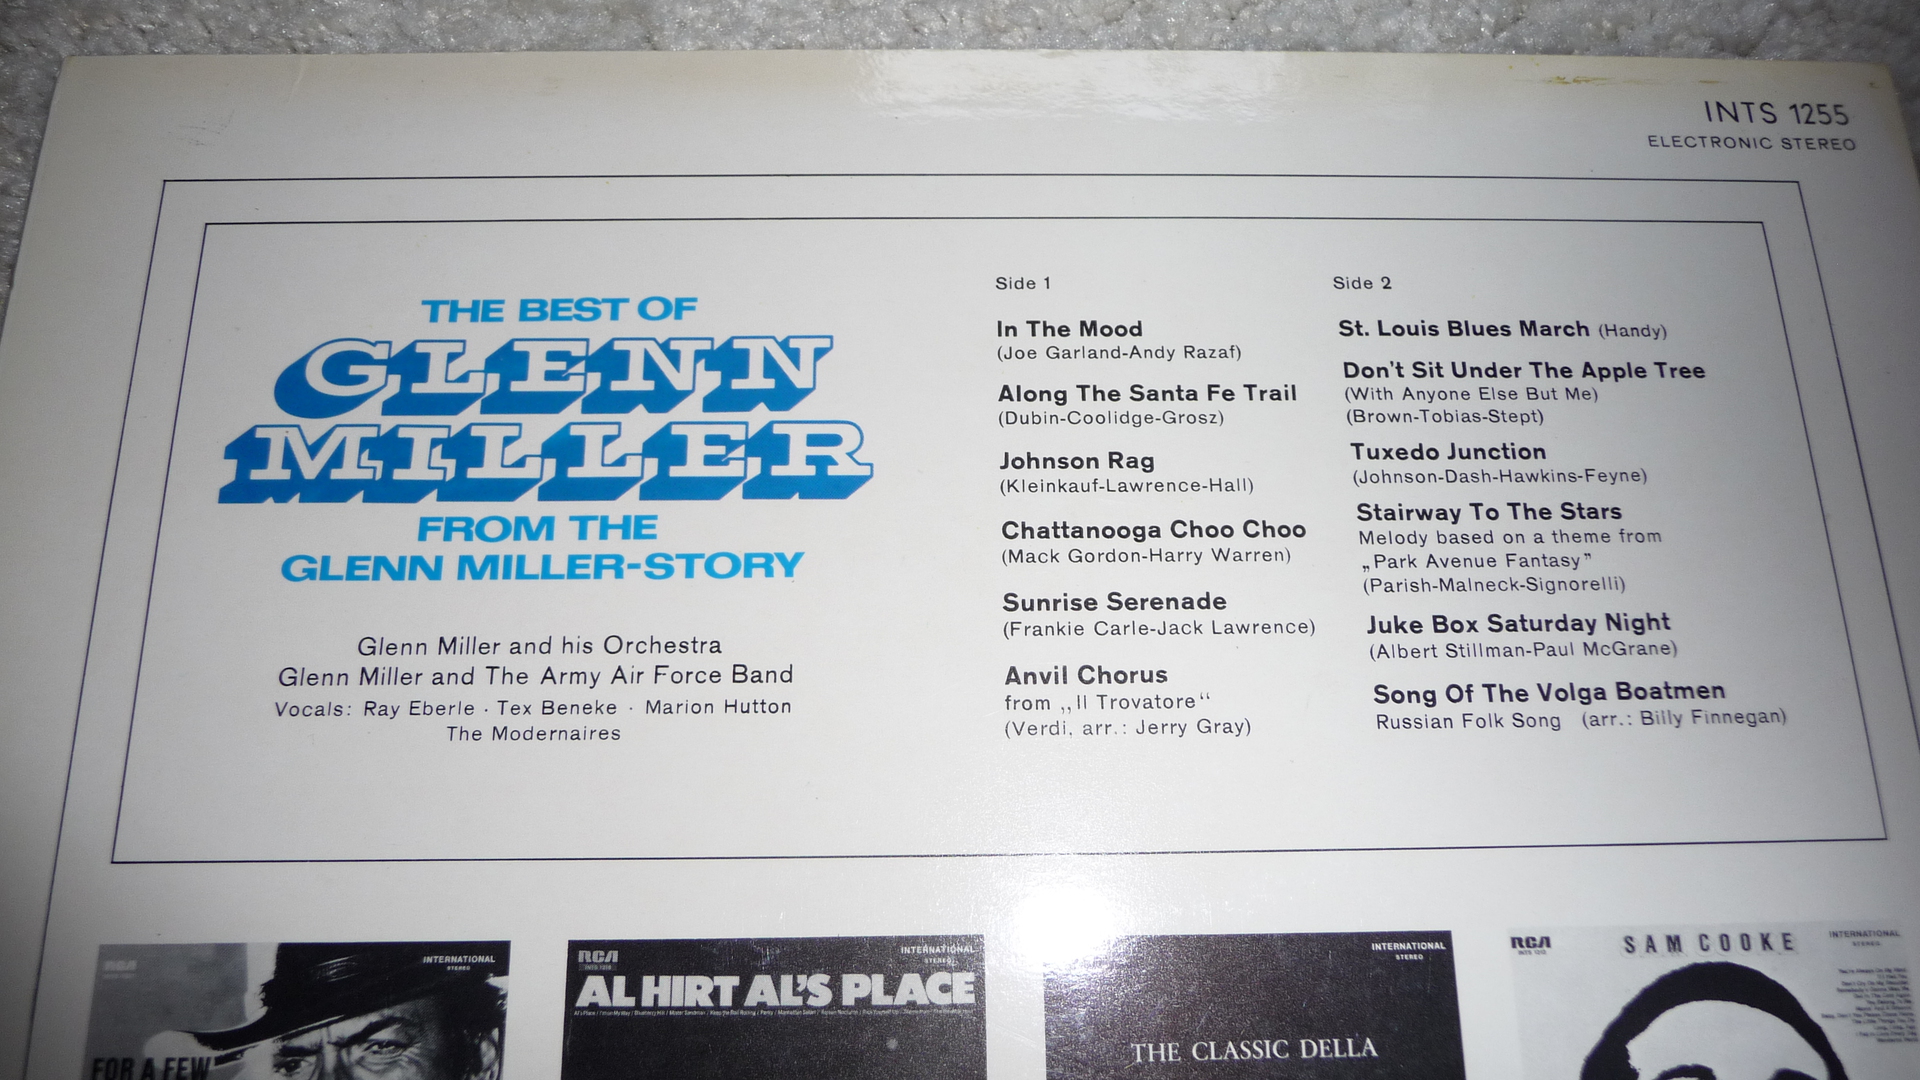 INTS 1255
ELECTRONIC STEREO
THE BEST OF
GLENN
MILLER
FROM THE
GLENN MILLER-STORY
Glenn Miller and his Orchestra
Glenn Miller and The Army Air Force Band
Vocals: Ray Eberle · Tex Beneke · Marion Hutton
The Modernaires
Side 1
In The Mood
(Joe Garland-Andy Razaf)
Along The Santa Fe Trail
(Dubin-Coolidge-Grosz)
Johnson Rag
(Kleinkauf-Lawrence-Hall)
Chattanooga Choo Choo
(Mack Gordon-Harry Warren)
Sunrise Serenade
(Frankie Carle-Jack Lawrence)
Anvil Chorus
from „Il Trovatore“
(Verdi, arr.: Jerry Gray)
Side 2
St. Louis Blues March (Handy)
Don't Sit Under The Apple Tree
(With Anyone Else But Me)
(Brown-Tobias-Stept)
Tuxedo Junction
(Johnson-Dash-Hawkins-Feyne)
Stairway To The Stars
Melody based on a theme from
„Park Avenue Fantasy”
(Parish-Malneck-Signorelli)
Juke Box Saturday Night
(Albert Stillman-Paul McGrane)
Song Of The Volga Boatmen
Russian Folk Song (arr.: Billy Finnegan)
RCA
INTERNATIONAL
STEREO
FOR A FEW
RCA
INTERNATIONAL
STEREO
AL HIRT AL'S PLACE
INTERNATIONAL
STEREO
THE CLASSIC DELLA
RCA
SAM COOKE
INTERNATIONAL
STEREO